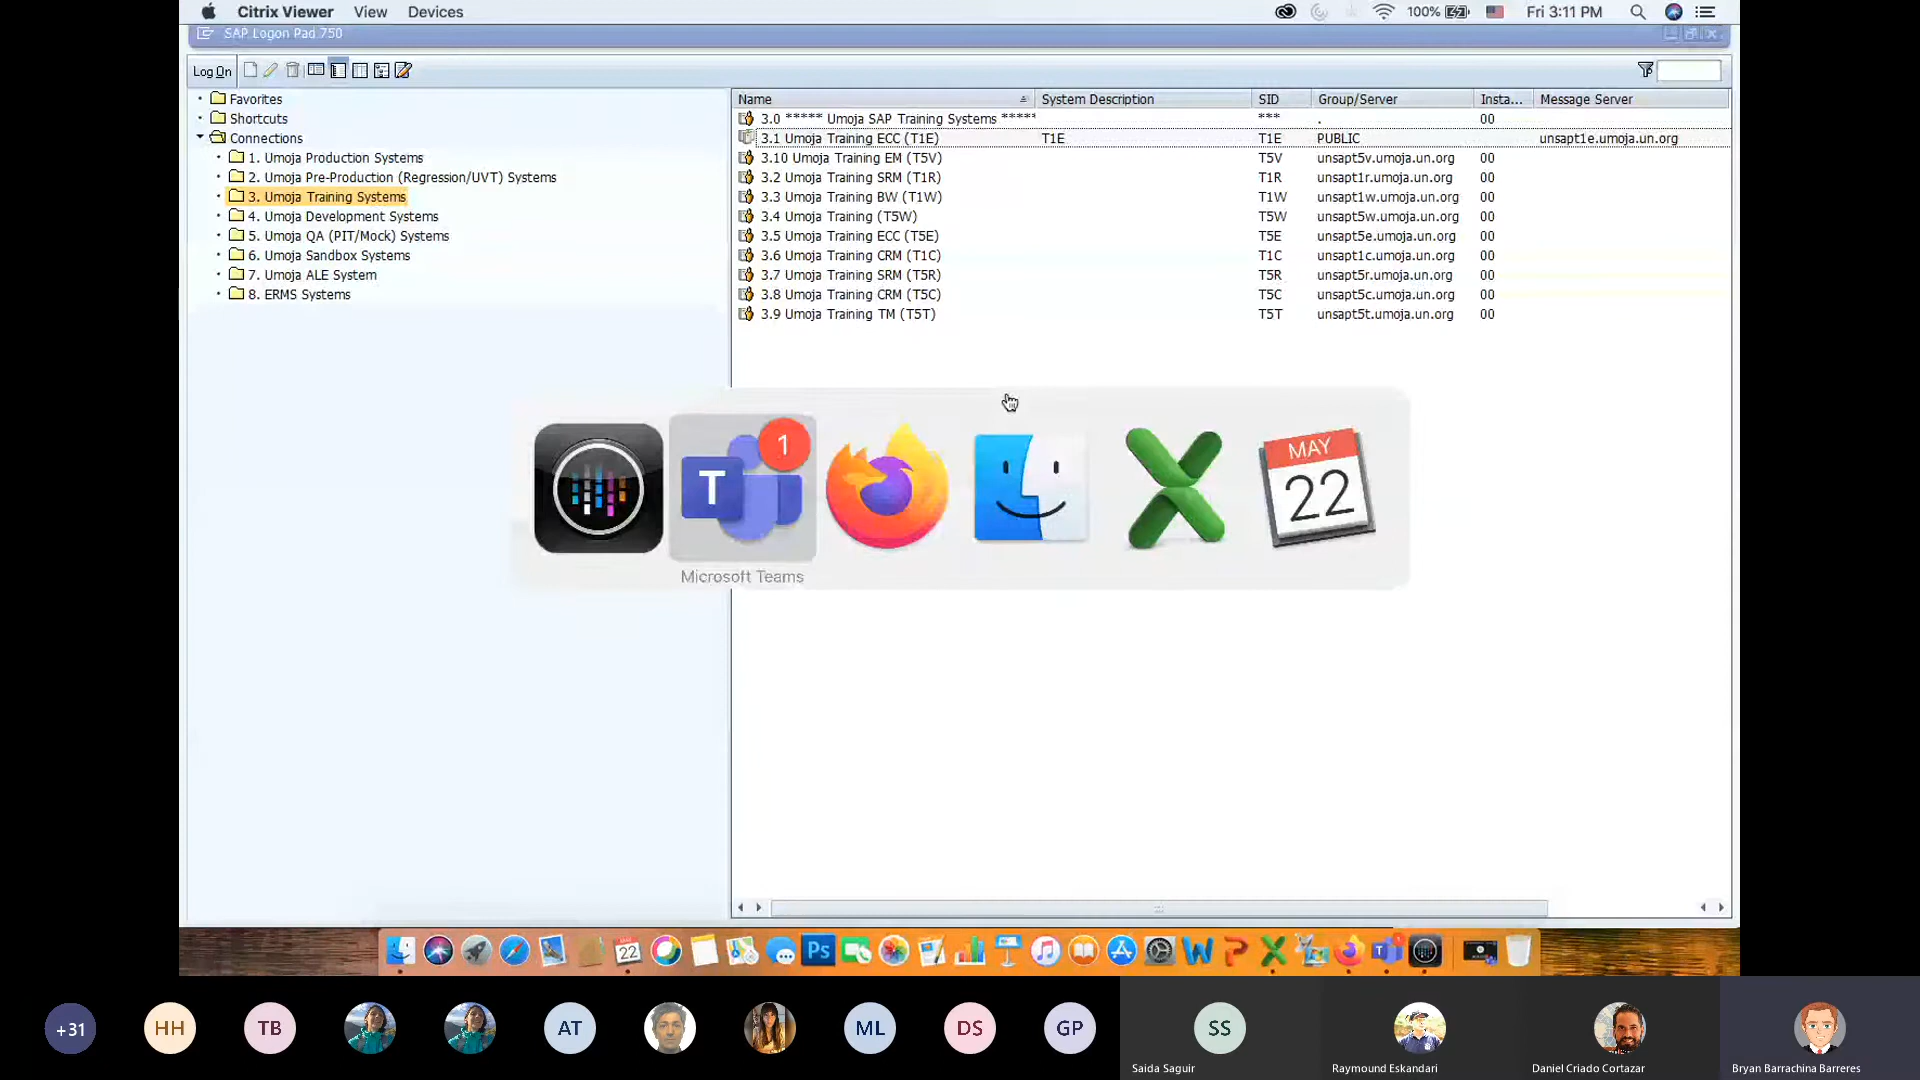 Citrix Viewer View Devices 100% Fri 3:11 PM
SAP Logon Pad 750
Log On
Favorites
Shortcuts
Connections
1. Umoja Production Systems
2. Umoja Pre-Production (Regression/UVT) Systems
3. Umoja Training Systems
4. Umoja Development Systems
5. Umoja QA (PIT/Mock) Systems
6. Umoja Sandbox Systems
7. Umoja ALE System
8. ERMS Systems
Name System Description SID Group/Server Insta... Message Server
3.0 ***** Umoja SAP Training Systems ***** *** . 00
3.1 Umoja Training ECC (T1E) T1E T1E PUBLIC unsapt1e.umoja.un.org
3.10 Umoja Training EM (T5V) T5V unsapt5v.umoja.un.org 00
3.2 Umoja Training SRM (T1R) T1R unsapt1r.umoja.un.org 00
3.3 Umoja Training BW (T1W) T1W unsapt1w.umoja.un.org 00
3.4 Umoja Training (T5W) T5W unsapt5w.umoja.un.org 00
3.5 Umoja Training ECC (T5E) T5E unsapt5e.umoja.un.org 00
3.6 Umoja Training CRM (T1C) T1C unsapt1c.umoja.un.org 00
3.7 Umoja Training SRM (T5R) T5R unsapt5r.umoja.un.org 00
3.8 Umoja Training CRM (T5C) T5C unsapt5c.umoja.un.org 00
3.9 Umoja Training TM (T5T) T5T unsapt5t.umoja.un.org 00
T 1 MAY
22
Microsoft Teams
22 Ps W P X
+31 HH TB AT ML DS GP SS
Saida Saguir Raymound Eskandari Daniel Criado Cortazar Bryan Barrachina Barreres